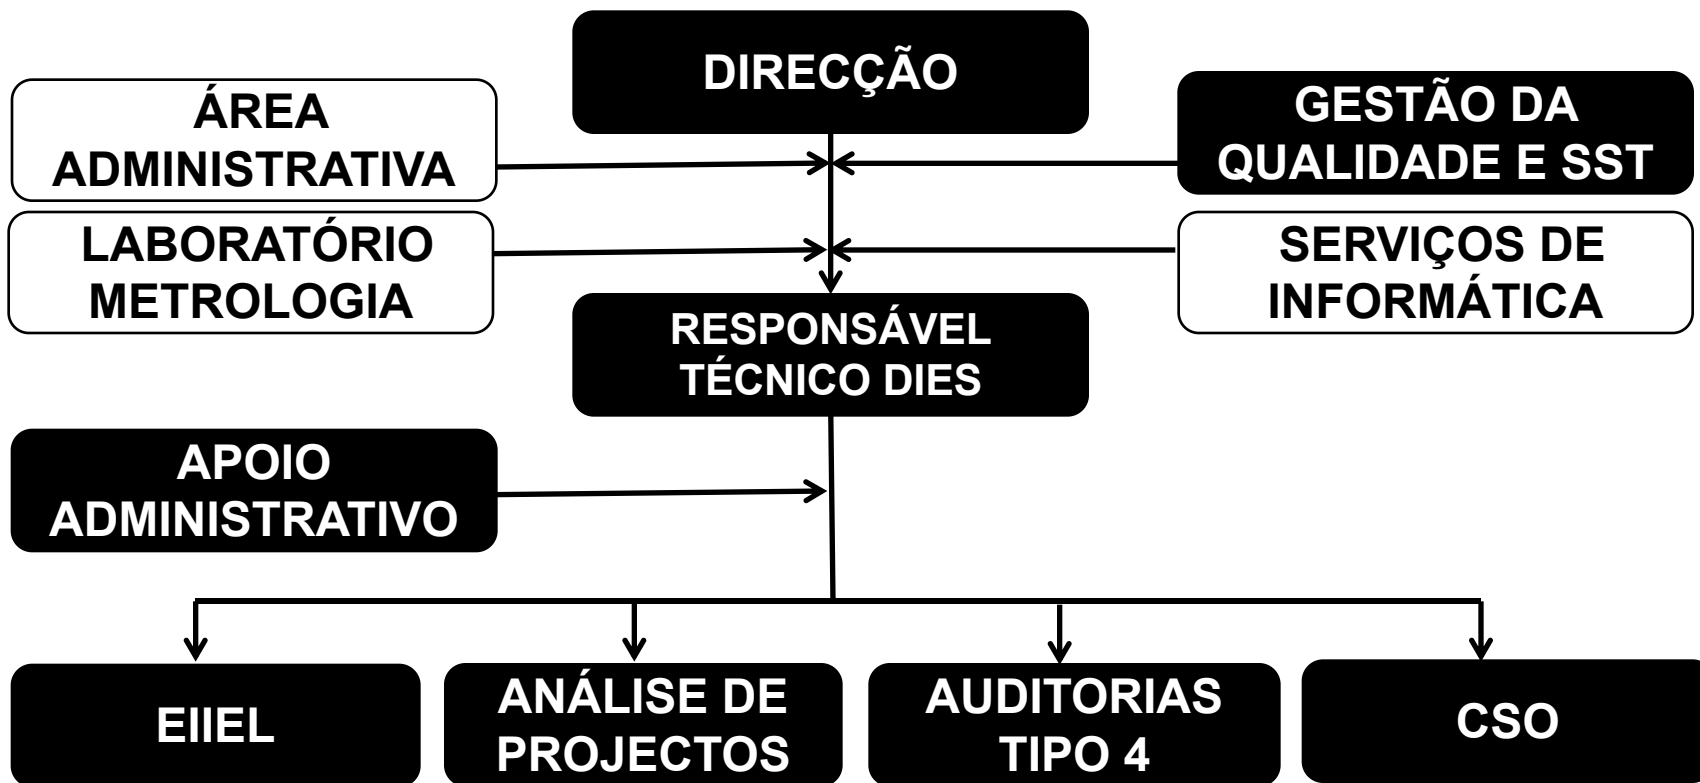 DIRECÇÃO
ÁREA
ADMINISTRATIVA
GESTÃO DA
QUALIDADE E SST
LABORATÓRIO
METROLOGIA
SERVIÇOS DE
INFORMÁTICA
RESPONSÁVEL
TÉCNICO DIES
APOIO
ADMINISTRATIVO
EIIEL
ANÁLISE DE
PROJECTOS
AUDITORIAS
TIPO 4
CSO